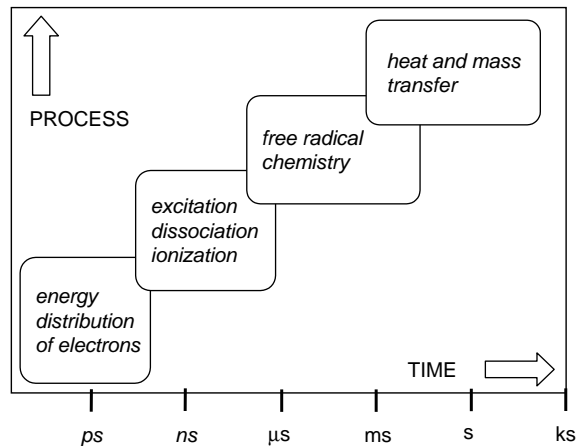 PROCESS
heat and mass
transfer
free radical
chemistry
excitation
dissociation
ionization
energy
distribution
of electrons
TIME
ps ns μs ms s ks